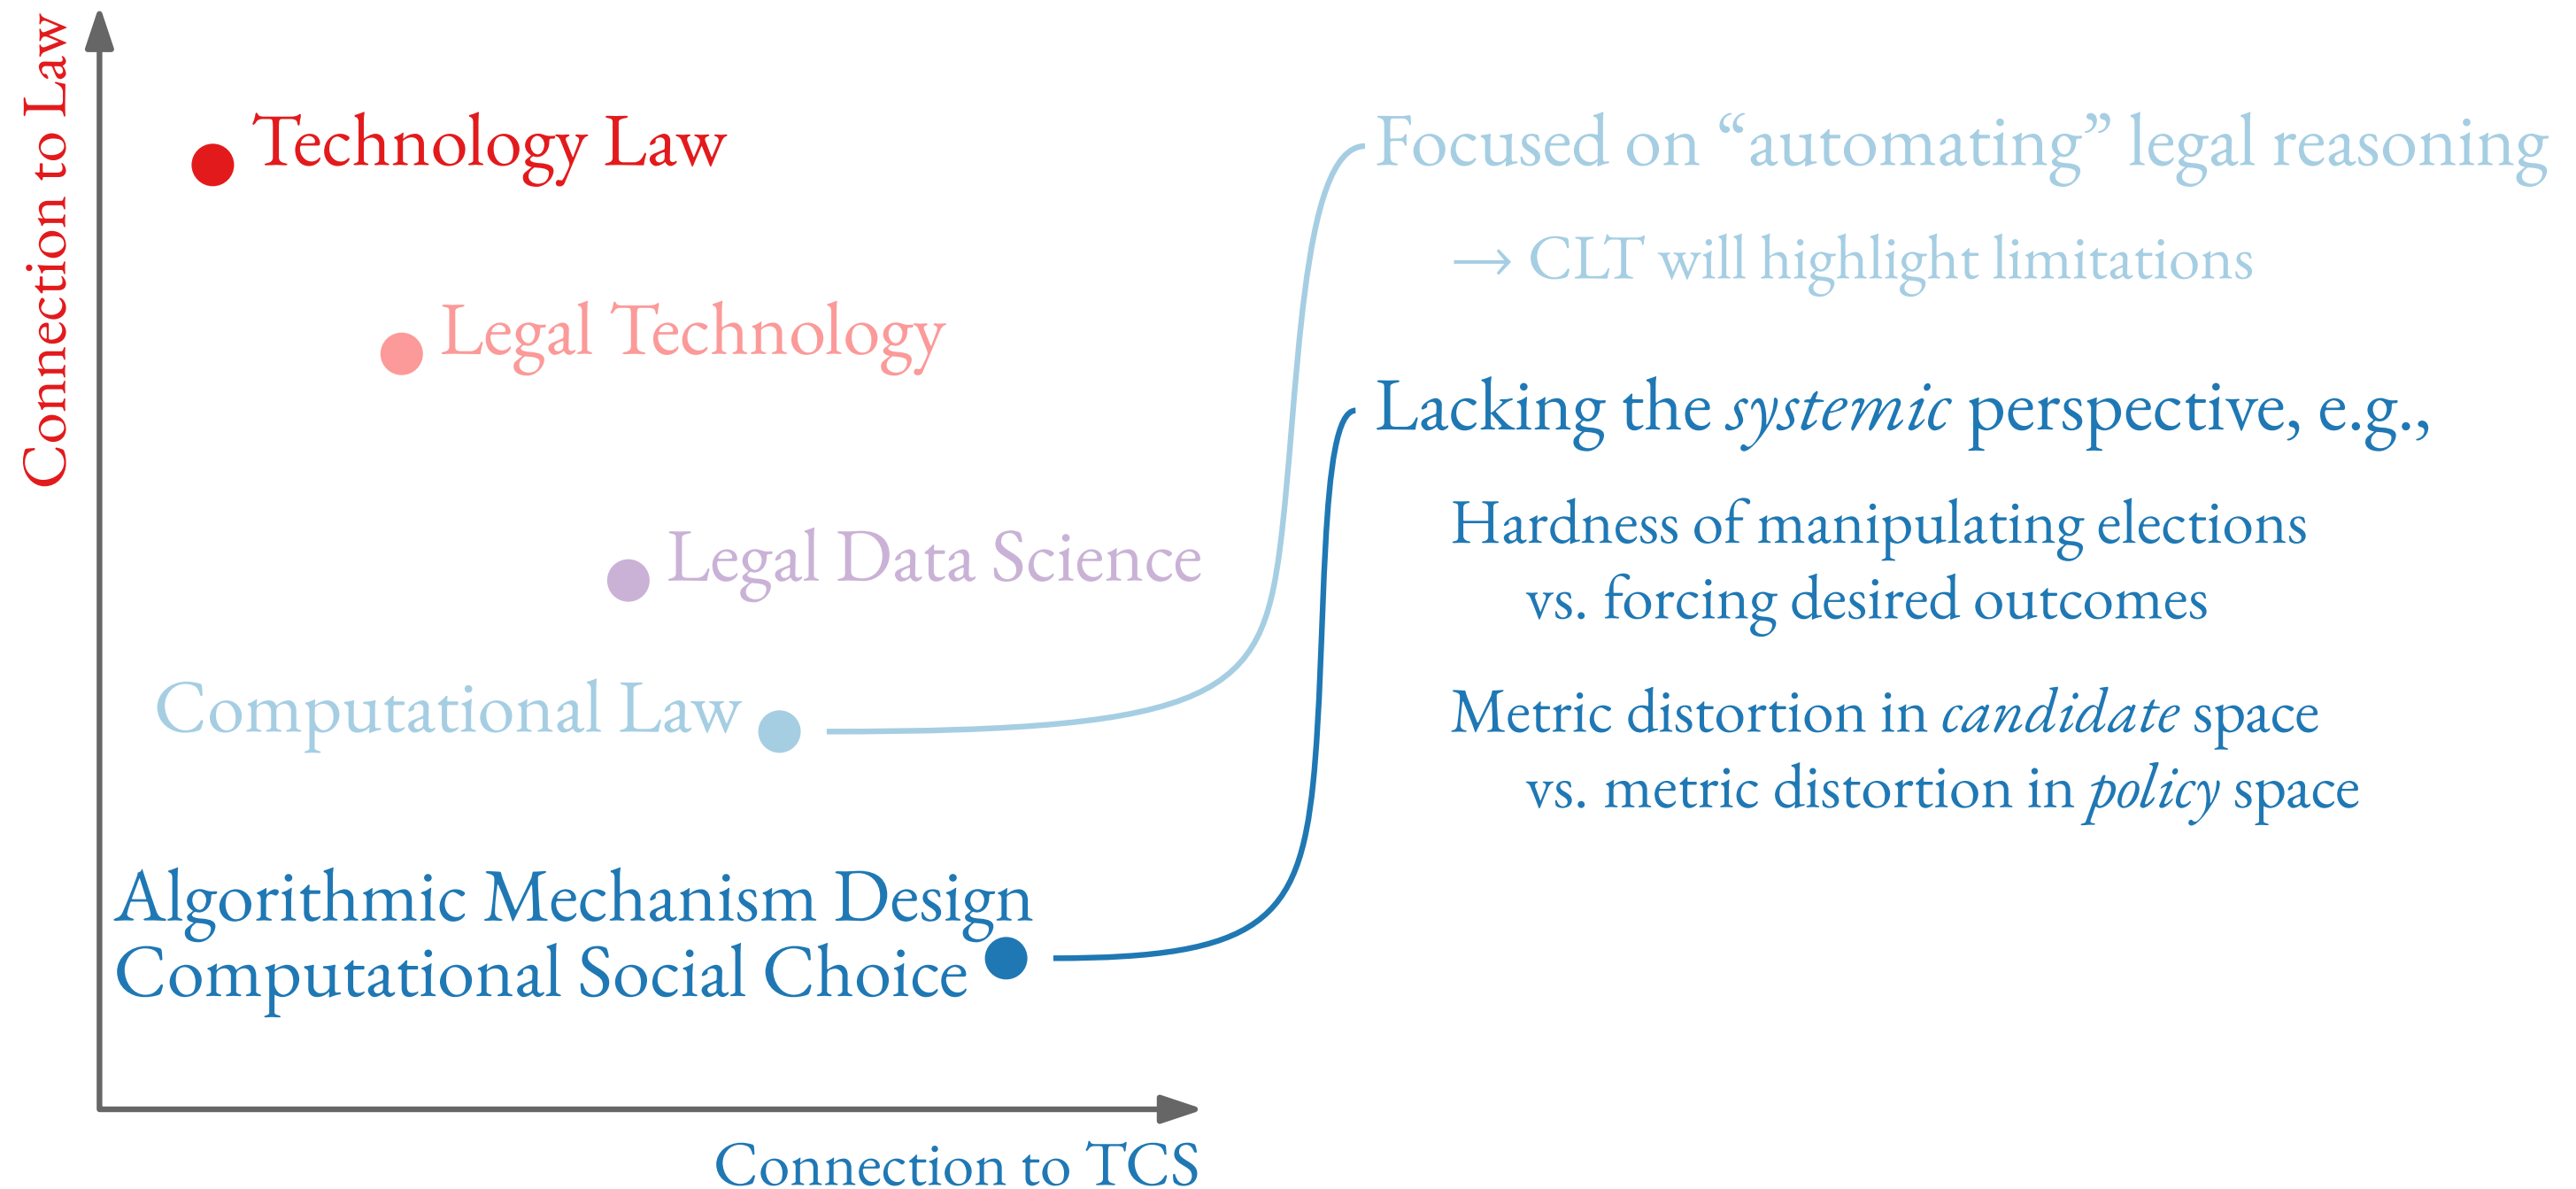 Connection to Law
Technology Law
Legal Technology
Legal Data Science
Computational Law
Algorithmic Mechanism Design
Computational Social Choice
Connection to TCS
Focused on “automating” legal reasoning
→ CLT will highlight limitations
Lacking the systemic perspective, e.g.,
Hardness of manipulating elections
vs. forcing desired outcomes
Metric distortion in candidate space
vs. metric distortion in policy space